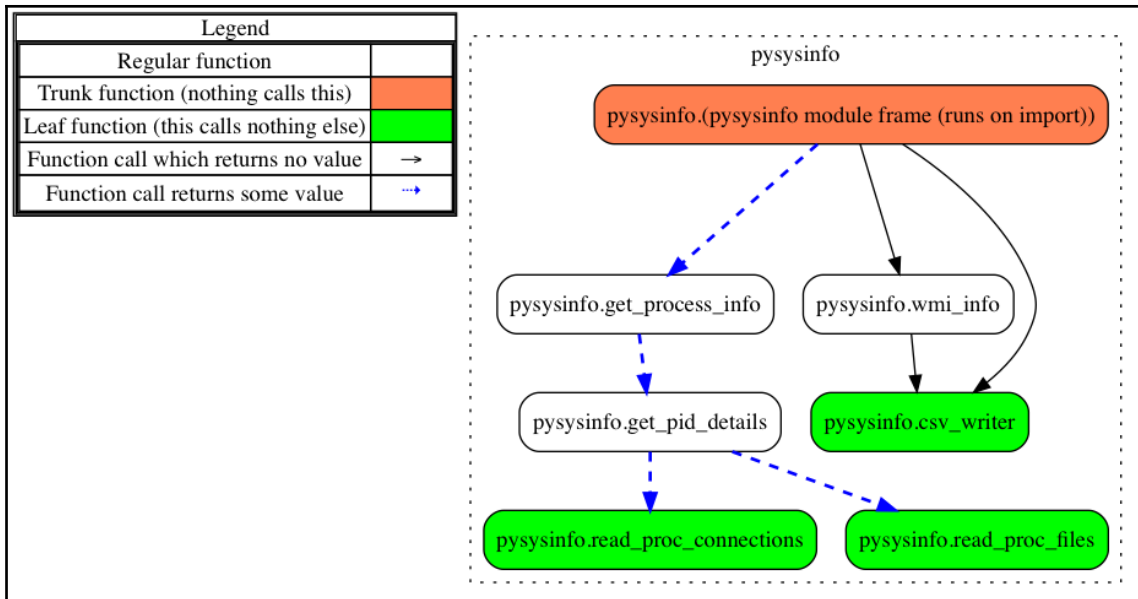 Legend
Regular function
Trunk function (nothing calls this)
Leaf function (this calls nothing else)
Function call which returns no value
Function call returns some value
pysysinfo
pysysinfo.(pysysinfo module frame (runs on import))
pysysinfo.get_process_info
pysysinfo.wmi_info
pysysinfo.get_pid_details
pysysinfo.csv_writer
pysysinfo.read_proc_connections
pysysinfo.read_proc_files